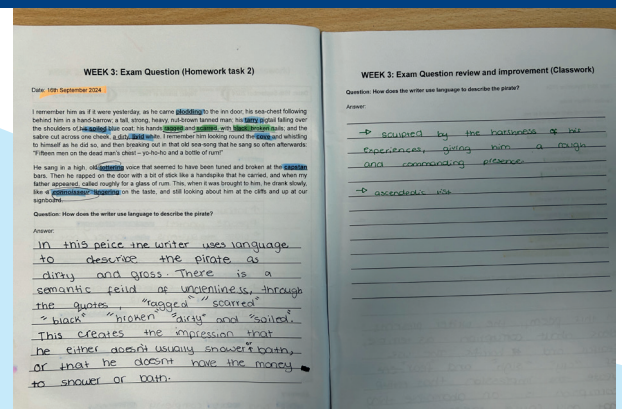 WEEK 3: Exam Question (Homework task 2)
Date: 16th September 2024
I remember him as if it were yesterday, as he came plodding to the inn door, his sea-chest following
behind him in a hand-barrow; a tall, strong, heavy, nut-brown tanned man; his tarry pigtail falling over
the shoulders of his soiled blue coat; his hands ragged and scarred, with black, broken nails; and the
sabre cut across one cheek, a dirty, livid white. I remember him looking round the cove and whistling
to himself as he did so, and then breaking out in that old sea-song that he sang so often afterwards:
"Fifteen men on the dead man's chest – yo-ho-ho and a bottle of rum!"
He sang in a high, old tottering voice that seemed to have been tuned and broken at the capstan
bars. Then he rapped on the door with a bit of stick like a handspike that he carried, and when my
father appeared, called roughly for a glass of rum. This, when it was brought to him, he drank slowly,
like a connoisseur, lingering on the taste, and still looking about him at the cliffs and up at our
signboard.
Question: How does the writer use language to describe the pirate?
Answer:
In this peice the writer uses language
to describe the pirate as
dirty and gross. There is a
semantic feild of uncleniness, through
the quotes, "ragged" "scarred"
"black" "broken" "dirty" and "soiled".
This creates the impression that
he either doesn't usually shower or bath,
or that he doesnt have the money
to shower or bath.
WEEK 3: Exam Question review and improvement (Classwork)
Question: How does the writer use language to describe the pirate?
Answer:
→ sculpted by the harshness of his
experiences, giving him a rough
and commanding presence.
→ ascendedic